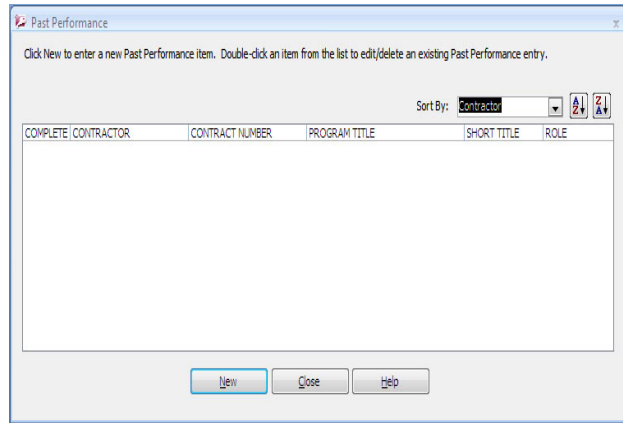 Past Performance
Click New to enter a new Past Performance item. Double-click an item from the list to edit/delete an existing Past Performance entry.
Sort By: Contractor
COMPLETE CONTRACTOR CONTRACT NUMBER PROGRAM TITLE SHORT TITLE ROLE
New Close Help